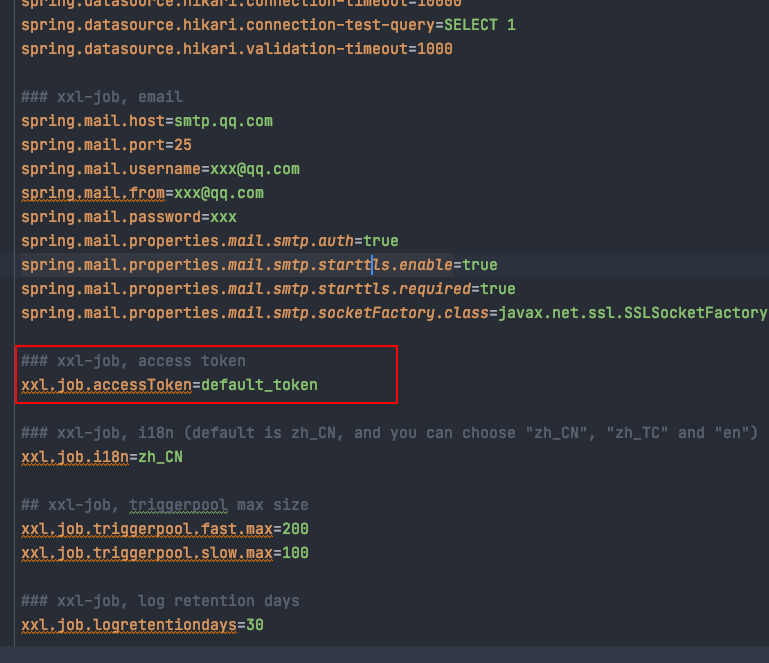 spring.datasource.hikari.connection-timeout=10000
spring.datasource.hikari.connection-test-query=SELECT 1
spring.datasource.hikari.validation-timeout=1000
### xxl-job, email
spring.mail.host=smtp.qq.com
spring.mail.port=25
spring.mail.username=xxx@qq.com
spring.mail.from=xxx@qq.com
spring.mail.password=xxx
spring.mail.properties.mail.smtp.auth=true
spring.mail.properties.mail.smtp.starttls.enable=true
spring.mail.properties.mail.smtp.starttls.required=true
spring.mail.properties.mail.smtp.socketFactory.class=javax.net.ssl.SSLSocketFactory
### xxl-job, access token
xxl.job.accessToken=default_token
### xxl-job, i18n (default is zh_CN, and you can choose "zh_CN", "zh_TC" and "en")
xxl.job.i18n=zh_CN
## xxl-job, triggerpool max size
xxl.job.triggerpool.fast.max=200
xxl.job.triggerpool.slow.max=100
### xxl-job, log retention days
xxl.job.logretentiondays=30